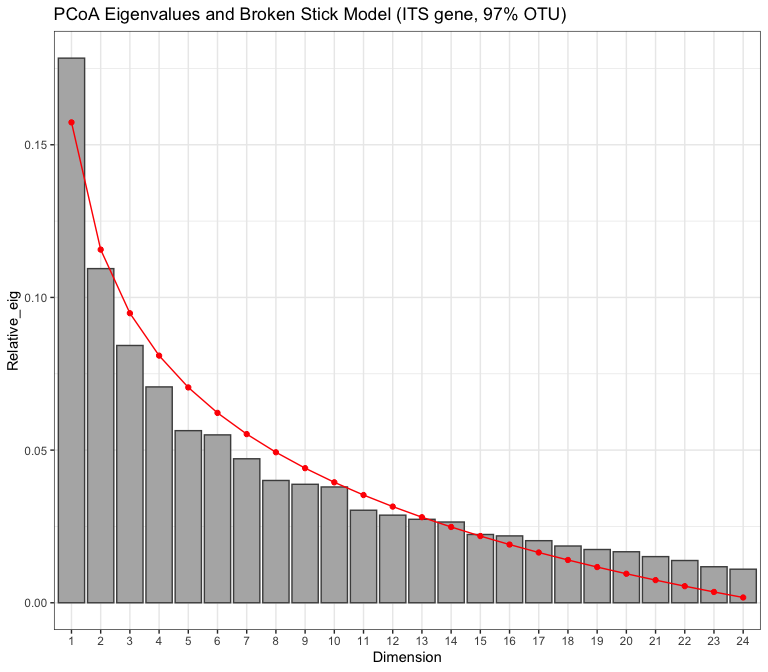 PCoA Eigenvalues and Broken Stick Model (ITS gene, 97% OTU)
Relative_eig
0.15
0.10
0.05
0.00
1 2 3 4 5 6 7 8 9 10 11 12 13 14 15 16 17 18 19 20 21 22 23 24
Dimension